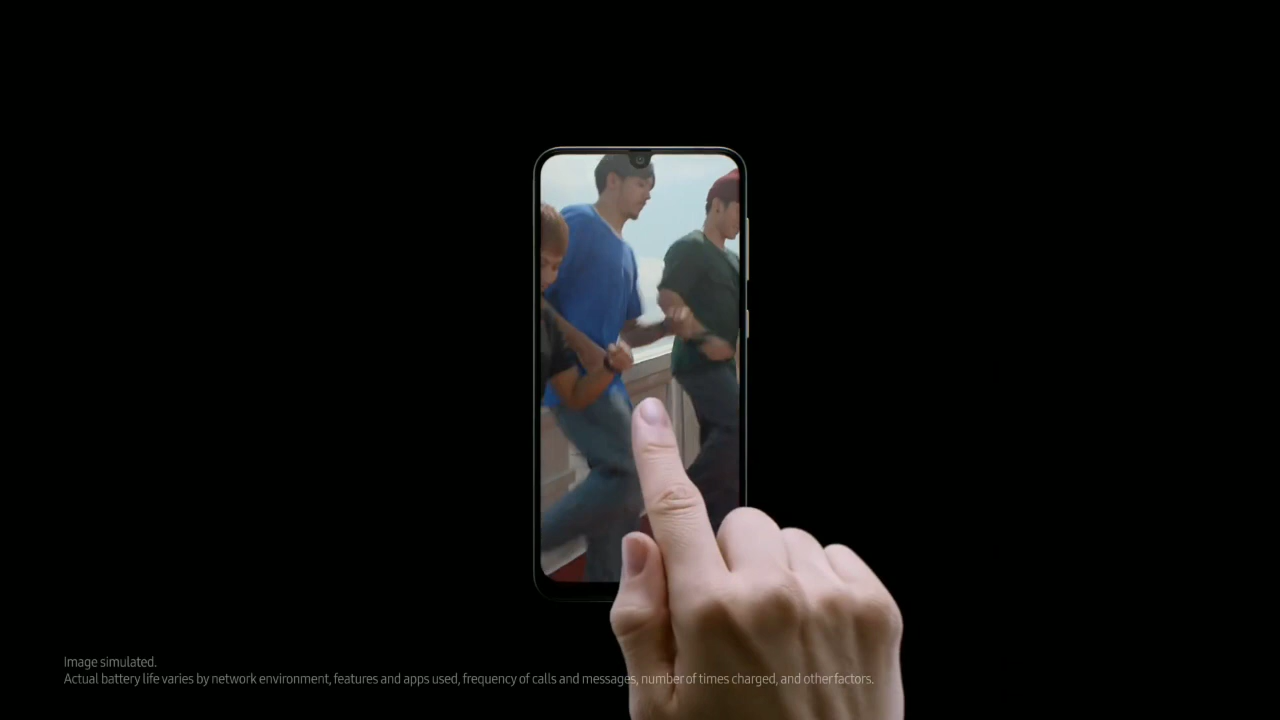 Image simulated.
Actual battery life varies by network environment, features and apps used, frequency of calls and messages, number of times charged, and other factors.